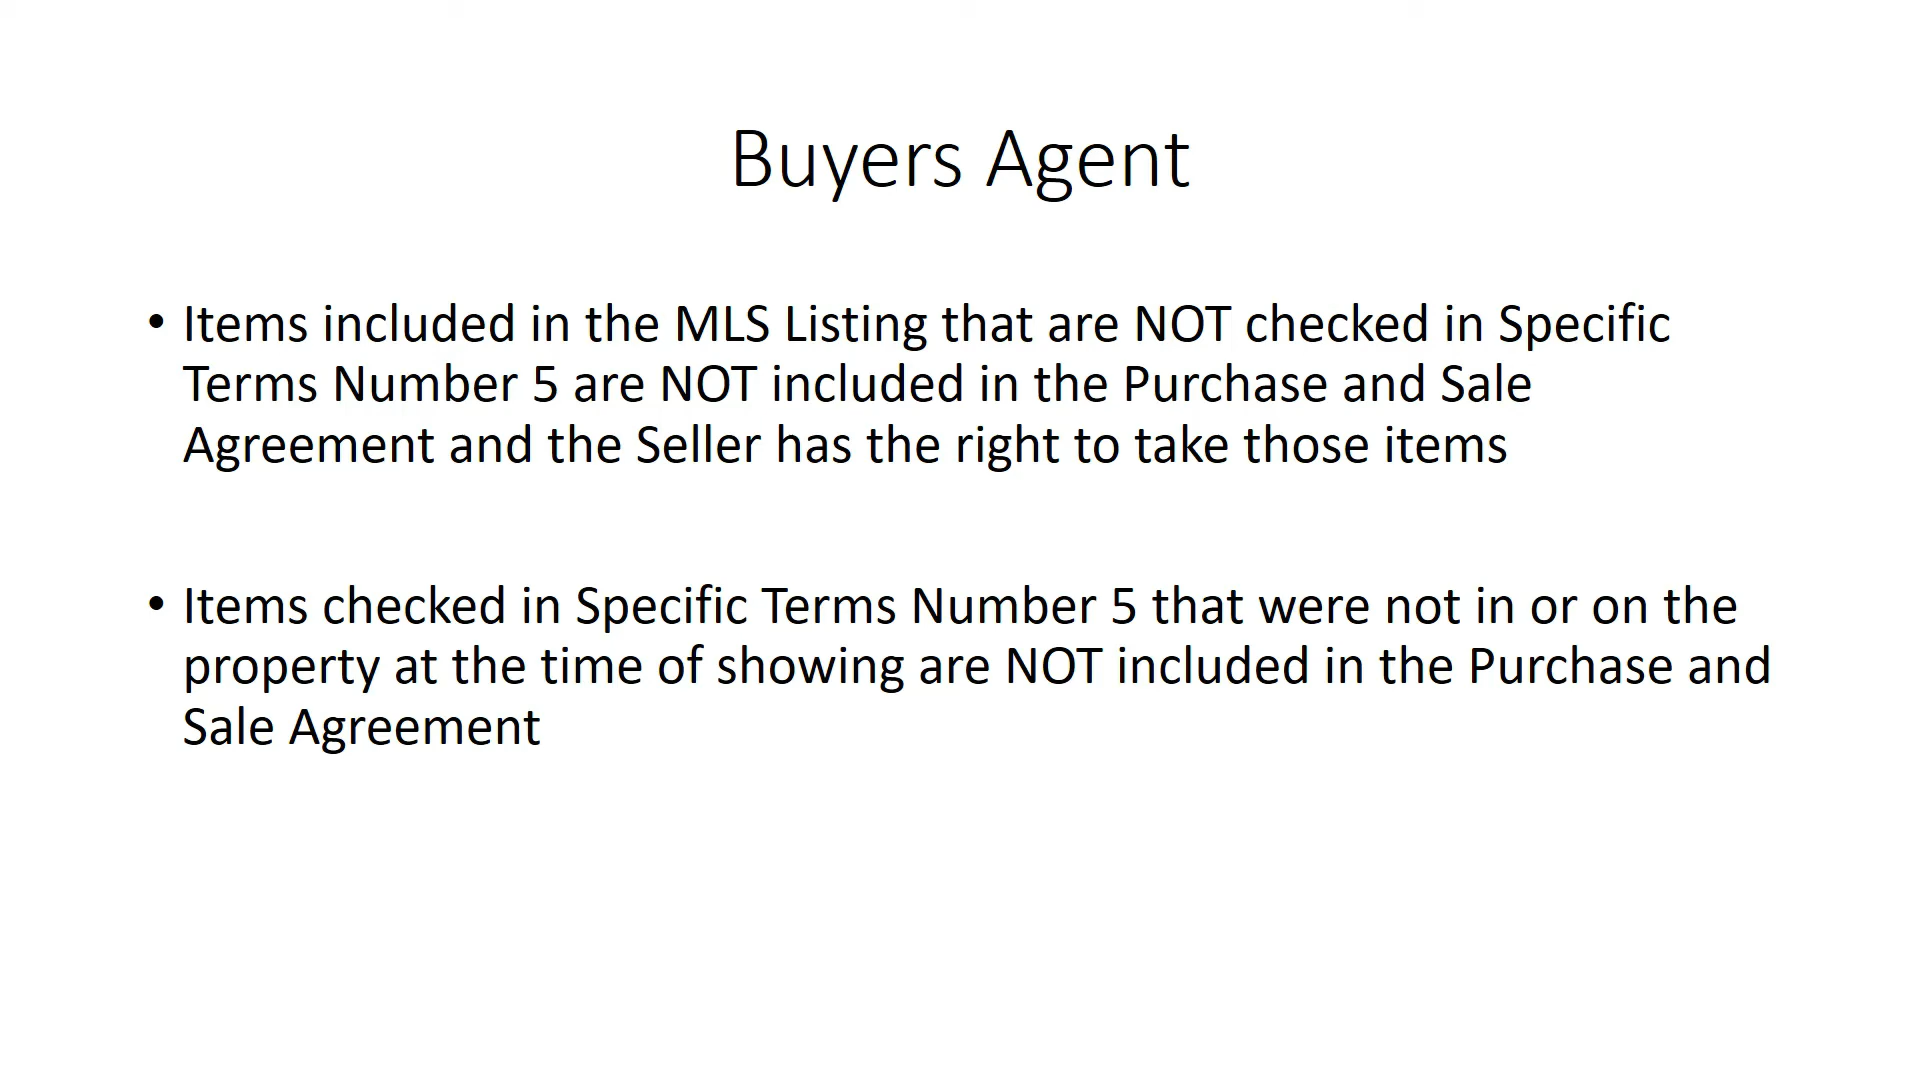 Buyers Agent
• Items included in the MLS Listing that are NOT checked in Specific
Terms Number 5 are NOT included in the Purchase and Sale
Agreement and the Seller has the right to take those items
• Items checked in Specific Terms Number 5 that were not in or on the
property at the time of showing are NOT included in the Purchase and
Sale Agreement